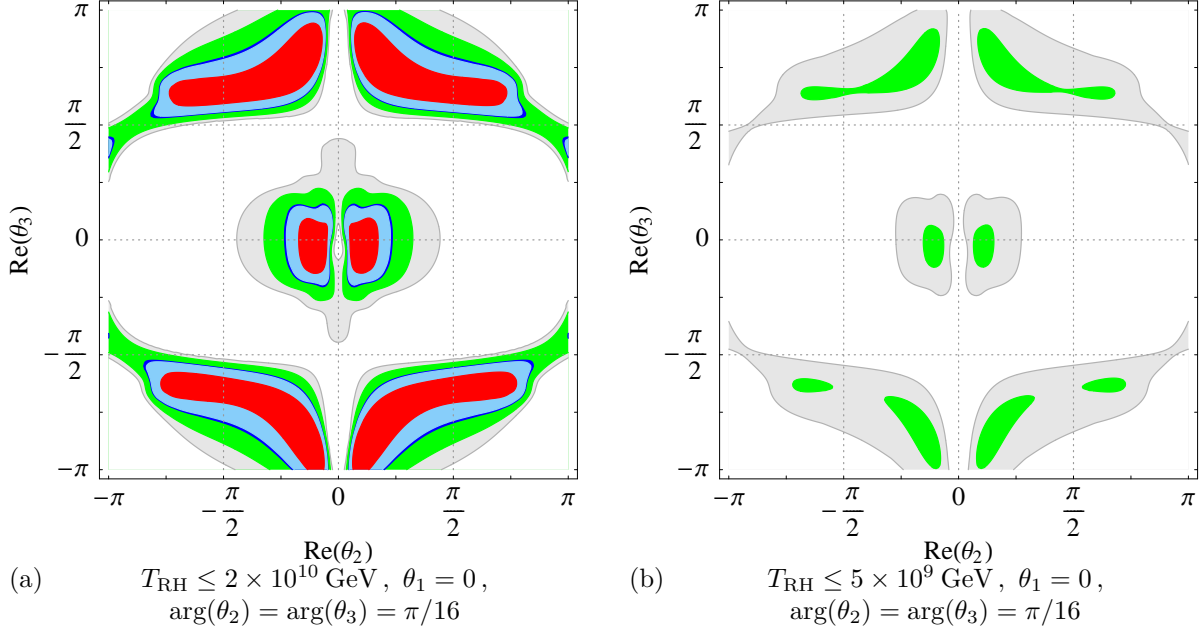 π
π
2
0
−π
2
−π
Re(θ3)
−π
−π
2
0
π
2
π
Re(θ2)
(a) T_RH ≤ 2 × 10^10 GeV , θ1 = 0 ,
arg(θ2) = arg(θ3) = π/16
π
π
2
0
−π
2
−π
Re(θ3)
−π
−π
2
0
π
2
π
Re(θ2)
(b) T_RH ≤ 5 × 10^9 GeV , θ1 = 0 ,
arg(θ2) = arg(θ3) = π/16